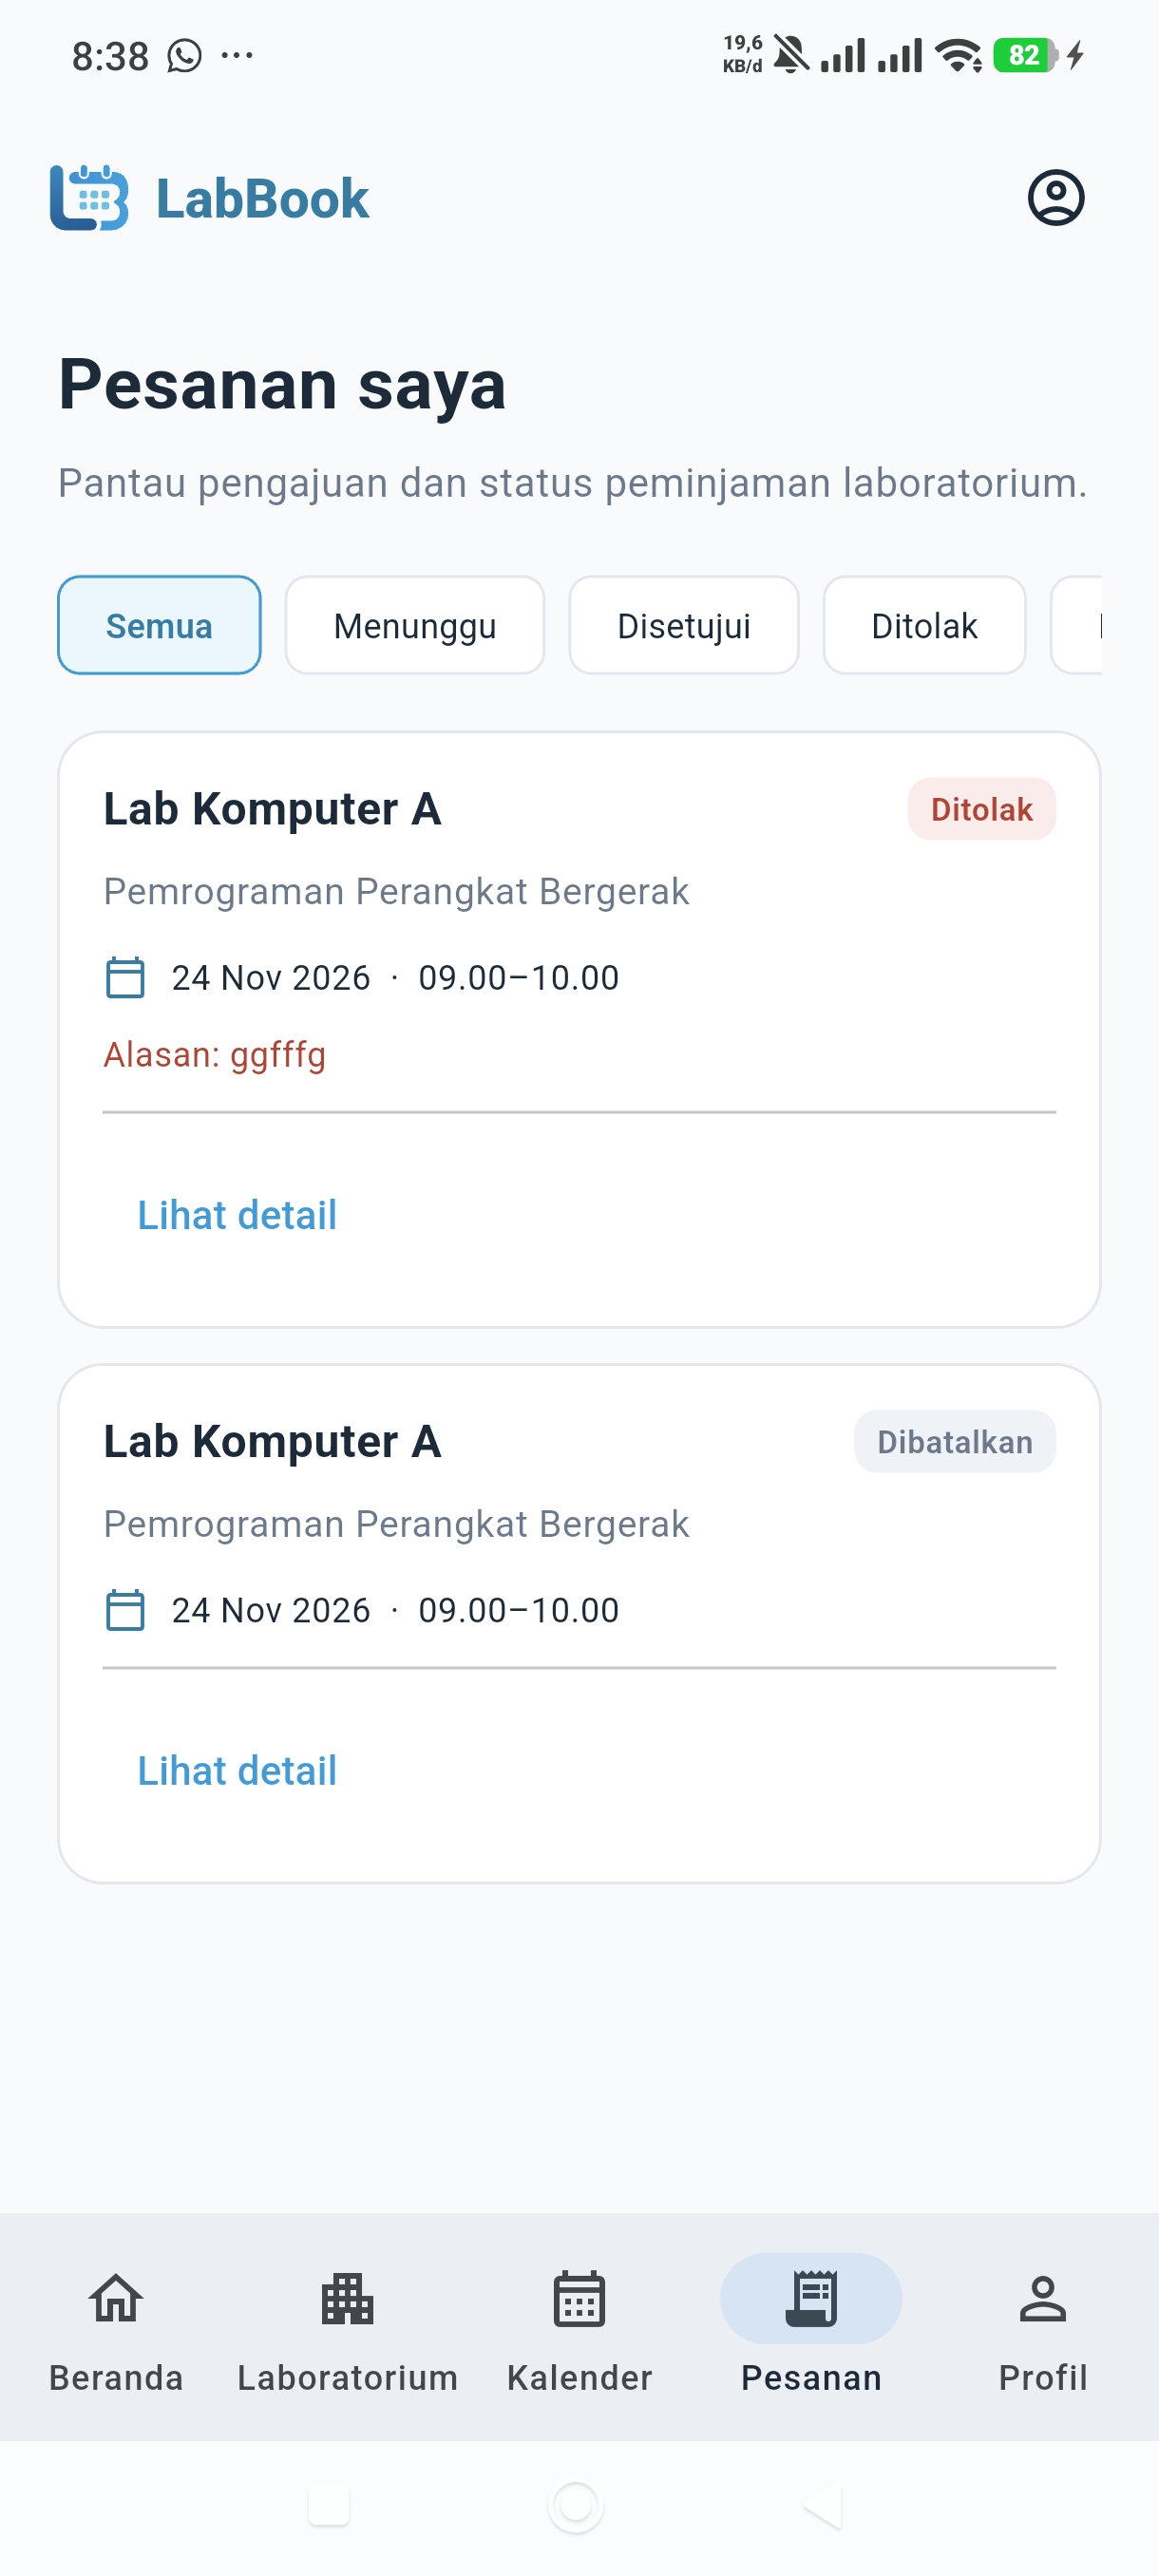 8:38
19,6
KB/d
82
LabBook
Pesanan saya
Pantau pengajuan dan status peminjaman laboratorium.
Semua Menunggu Disetujui Ditolak
Lab Komputer A Ditolak
Pemrograman Perangkat Bergerak
24 Nov 2026 · 09.00–10.00
Alasan: ggfffg
Lihat detail
Lab Komputer A Dibatalkan
Pemrograman Perangkat Bergerak
24 Nov 2026 · 09.00–10.00
Lihat detail
Beranda Laboratorium Kalender Pesanan Profil